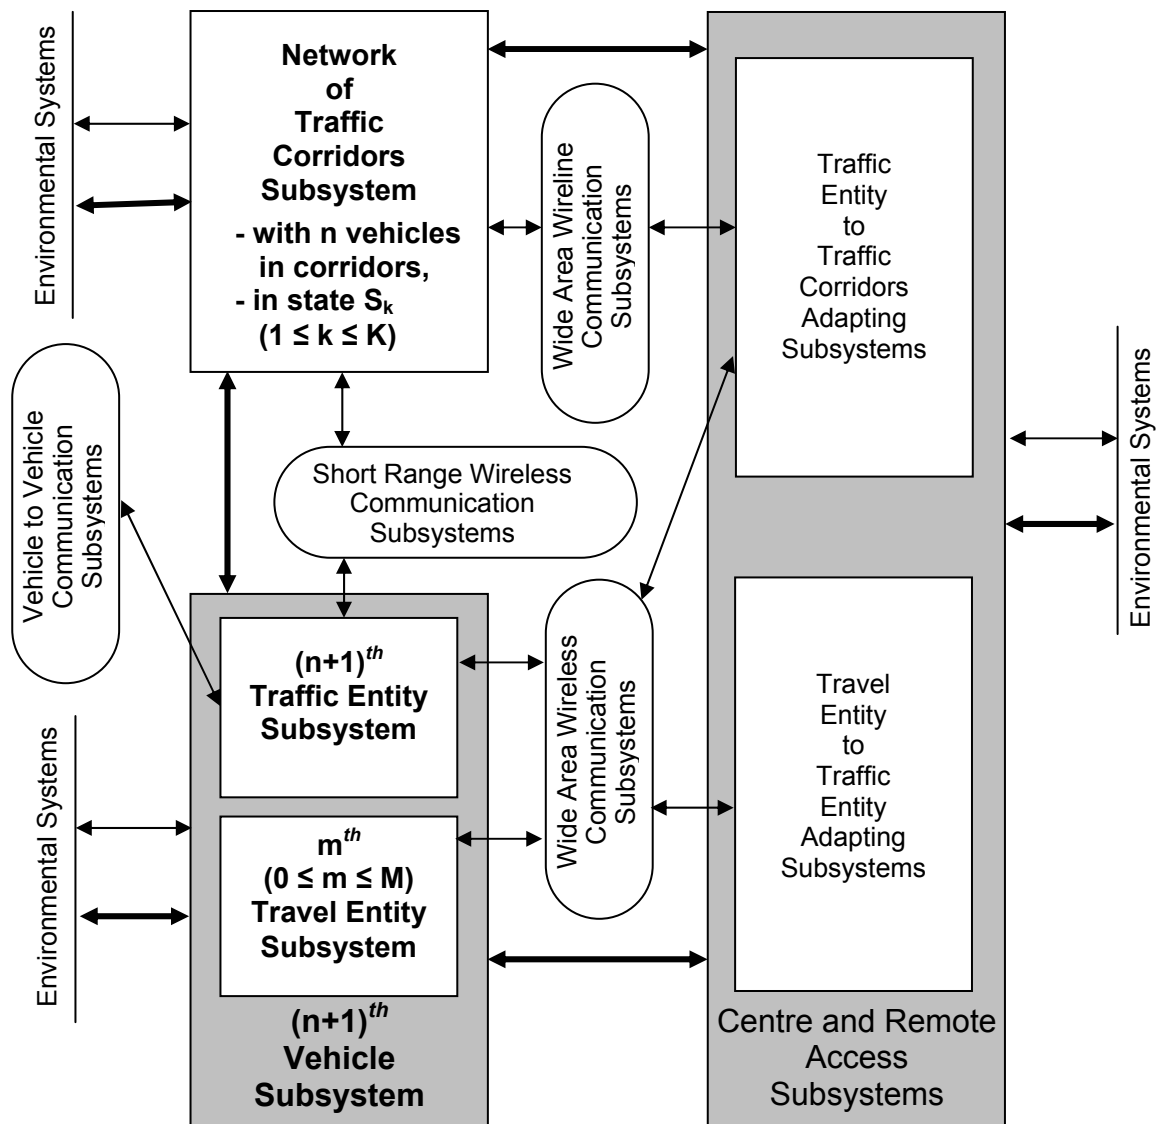 Environmental Systems
Network
of
Traffic
Corridors
Subsystem
- with n vehicles
in corridors,
- in state Sₖ
(1 ≤ k ≤ K)
Wide Area Wireline
Communication
Subsystems
Traffic
Entity
to
Traffic
Corridors
Adapting
Subsystems
Environmental Systems
Vehicle to Vehicle
Communication
Subsystems
Short Range Wireless
Communication
Subsystems
(n+1)ᵗʰ
Traffic Entity
Subsystem
Wide Area Wireless
Communication
Subsystems
Travel
Entity
to
Traffic
Entity
Adapting
Subsystems
Environmental Systems
mᵗʰ
(0 ≤ m ≤ M)
Travel Entity
Subsystem
(n+1)ᵗʰ
Vehicle
Subsystem
Centre and Remote
Access
Subsystems